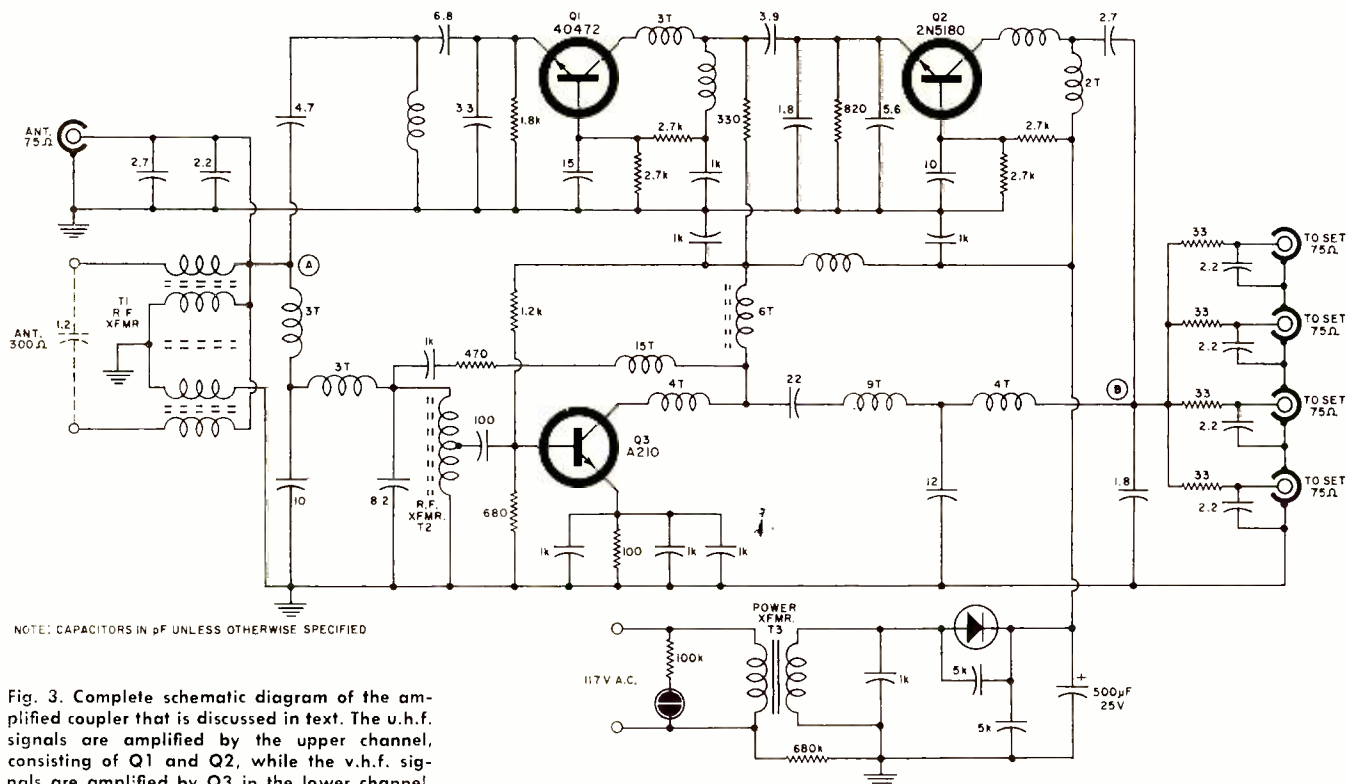 6.8
Q1
40472
3T
3.9
Q2
2N5180
2.7
4.7
3.3
1.8k
330
1.8
820
5.6
2T
ANT.
75Ω
2.7
2.2
2.7k
15
2.7k
1k
2.7k
10
2.7k
1k
1k
A
T1
R.F.
XFMR
1.2
ANT.
300Ω
3T
1.2k
6T
33
TO SET
75Ω
2.2
33
TO SET
75Ω
2.2
3T
1k
470
15T
4T
22
9T
4T
B
33
TO SET
75Ω
2.2
100
Q3
A210
10
8.2
R.F.
XFMR.
T2
680
12
1.8
33
TO SET
75Ω
2.2
1k
100
1k
1k
NOTE: CAPACITORS IN pF UNLESS OTHERWISE SPECIFIED
POWER
XFMR.
T3
117V A.C.
100k
1k
5k
5k
+
500µF
25V
680k
Fig. 3. Complete schematic diagram of the am-
plified coupler that is discussed in text. The u.h.f.
signals are amplified by the upper channel,
consisting of Q1 and Q2, while the v.h.f. sig-
nals are amplified by Q3 in the lower channel.